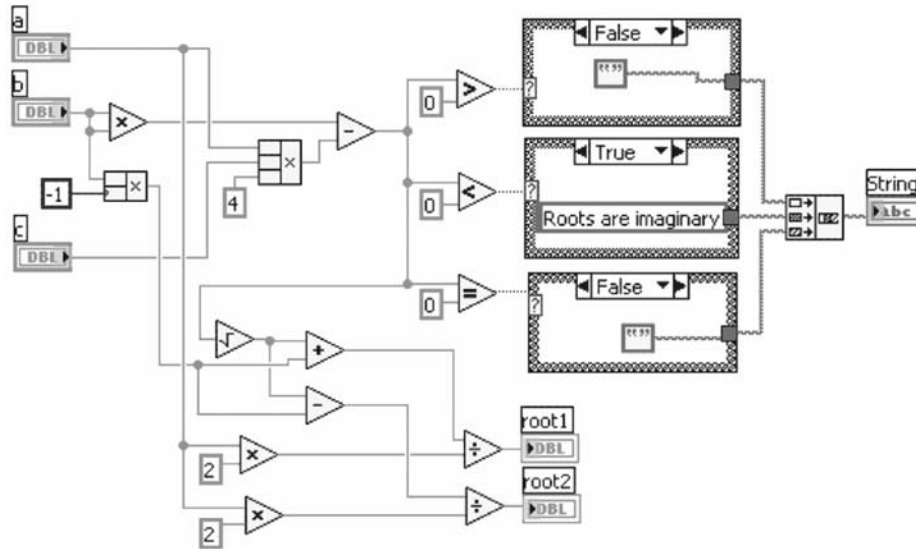 a
DBL
b
DBL
×
-1
×
c
DBL
4
×
-
0
>
?
False
“”
0
<
?
True
Roots are imaginary
0
=
?
False
“”
String
abc
√
+
-
2
×
÷
root1
DBL
2
×
÷
root2
DBL